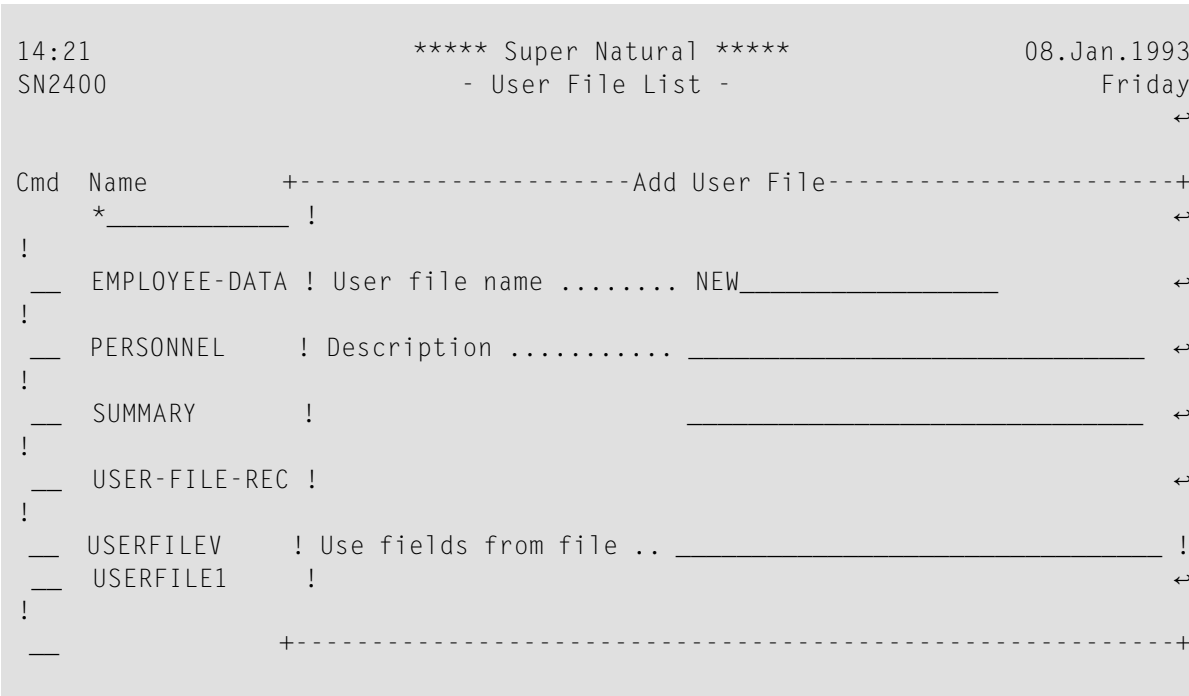 14:21 ***** Super Natural ***** 08.Jan.1993
SN2400 - User File List - Friday
↩
Cmd Name +----------------------Add User File-----------------------+
*____________ ! ↩
!
__ EMPLOYEE-DATA ! User file name ........ NEW_________________ ↩
!
__ PERSONNEL ! Description ........... ______________________________ ↩
!
__ SUMMARY ! ______________________________ ↩
!
__ USER-FILE-REC ! ↩
!
__ USERFILEV ! Use fields from file .. ________________________________ !
__ USERFILE1 ! ↩
!
__ +----------------------------------------------------------+